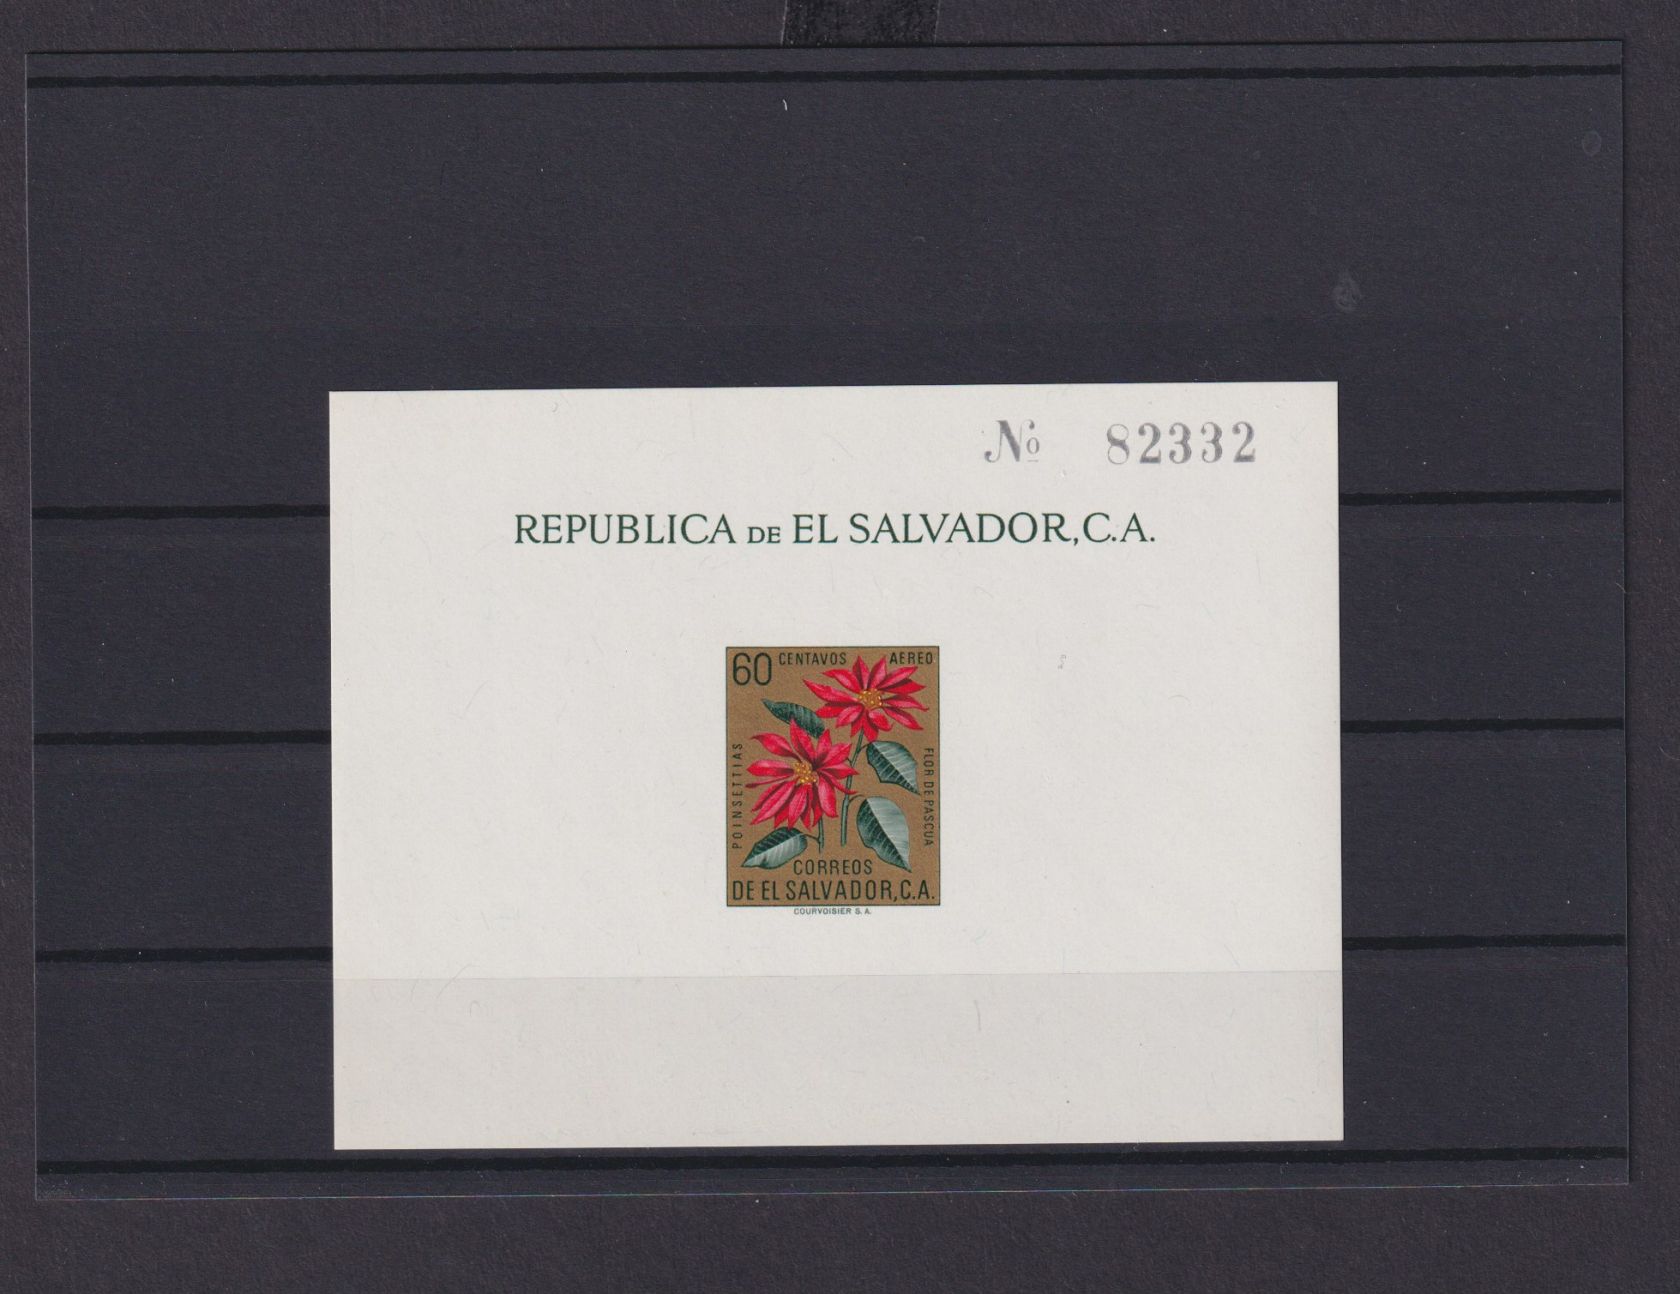 Nº 82332
REPUBLICA DE EL SALVADOR, C.A.
60 CENTAVOS AEREO
POINSETTIAS
FLOR DE PASCUA
CORREOS
DE EL SALVADOR, C.A.
COURVOISIER S.A.